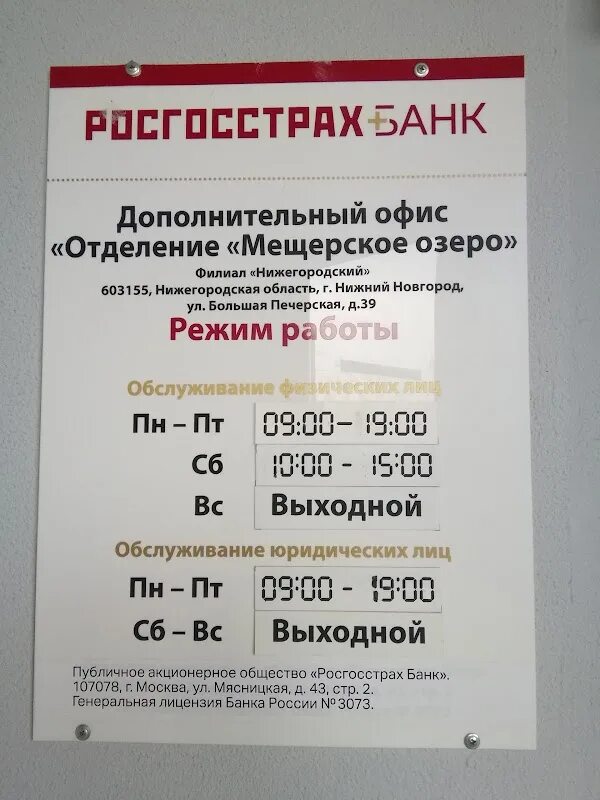 РОСГОССТРАХ БАНК
Дополнительный офис
«Отделение «Мещерское озеро»
Филиал «Нижегородский»
603155, Нижегородская область, г. Нижний Новгород,
ул. Большая Печерская, д.39
Режим работы
Обслуживание физических лиц
Пн – Пт 09:00– 19:00
Сб 10:00 - 15:00
Вс Выходной
Обслуживание юридических лиц
Пн – Пт 09:00 - 19:00
Сб – Вс Выходной
Публичное акционерное общество «Росгосстрах Банк».
107078, г. Москва, ул. Мясницкая, д. 43, стр. 2.
Генеральная лицензия Банка России №3073.